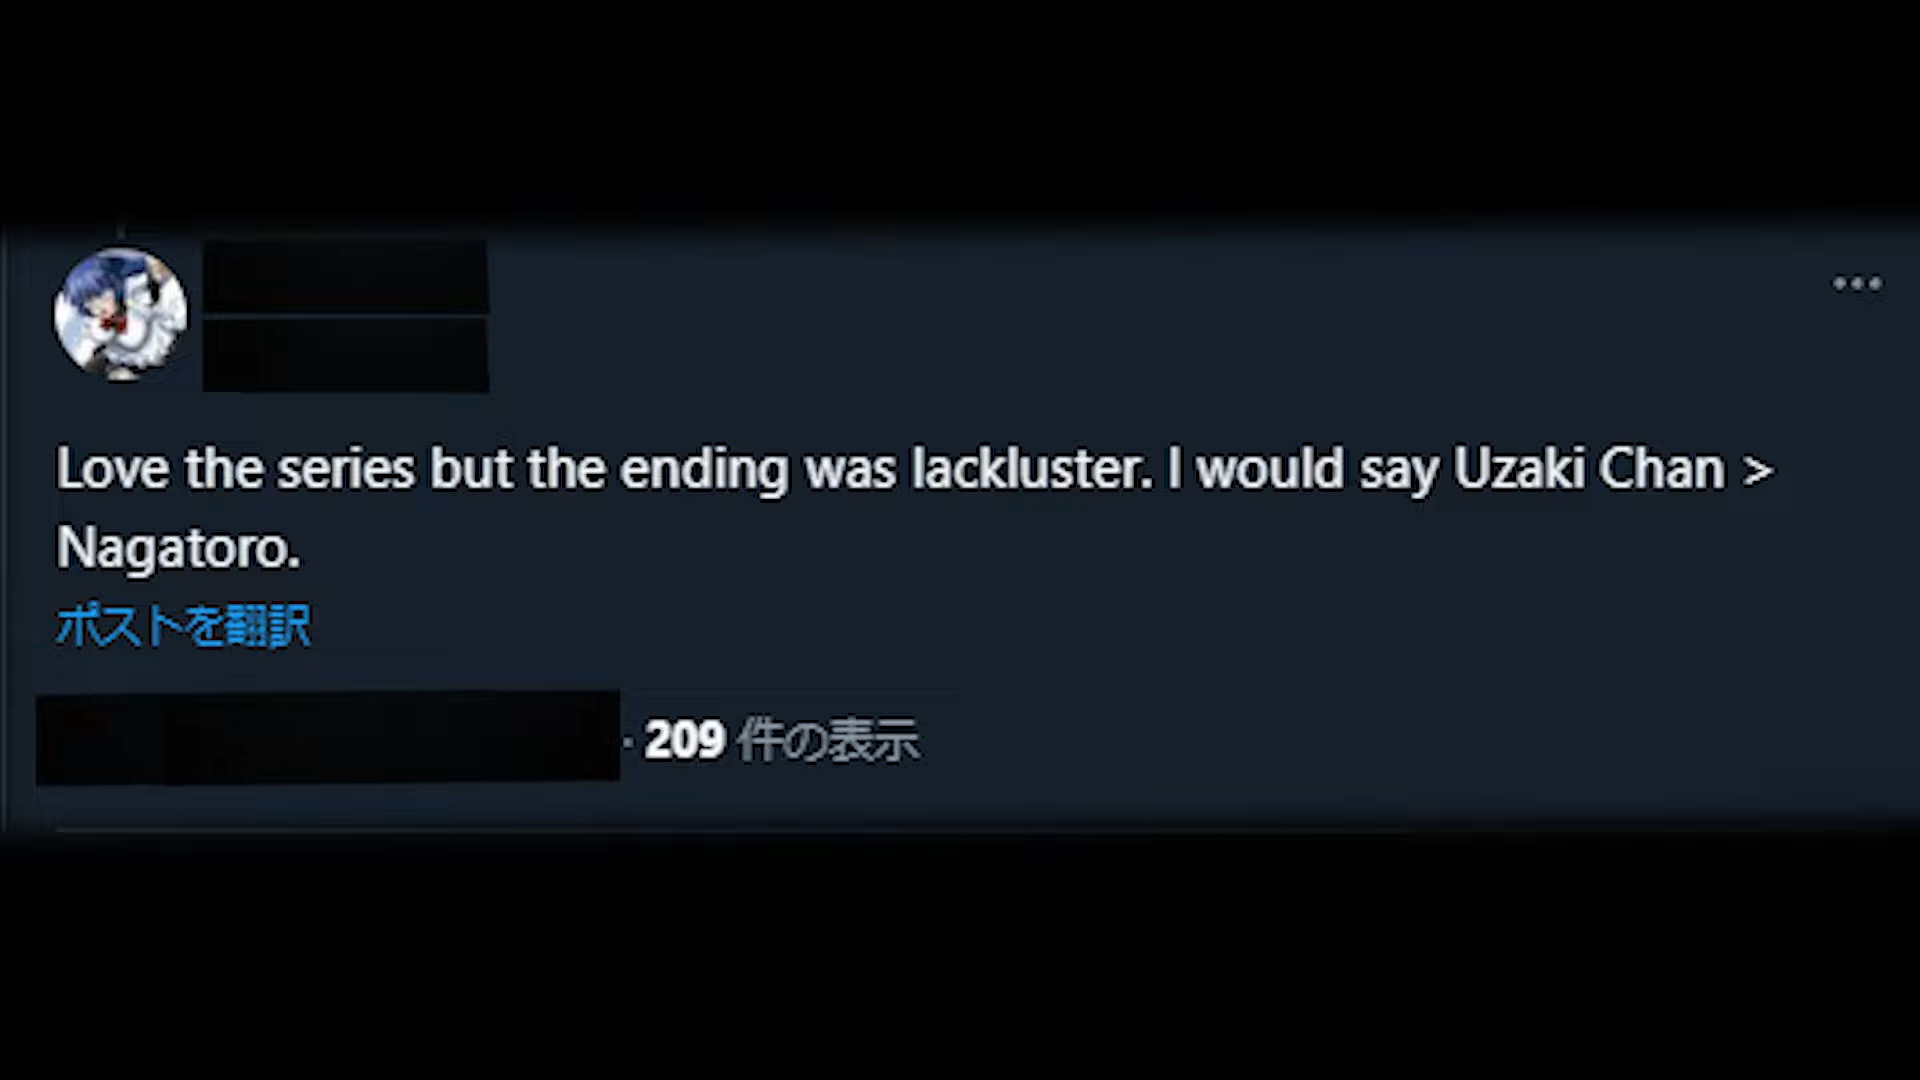 Love the series but the ending was lackluster. I would say Uzaki Chan >
Nagatoro.
ポストを翻訳
· 209 件の表示